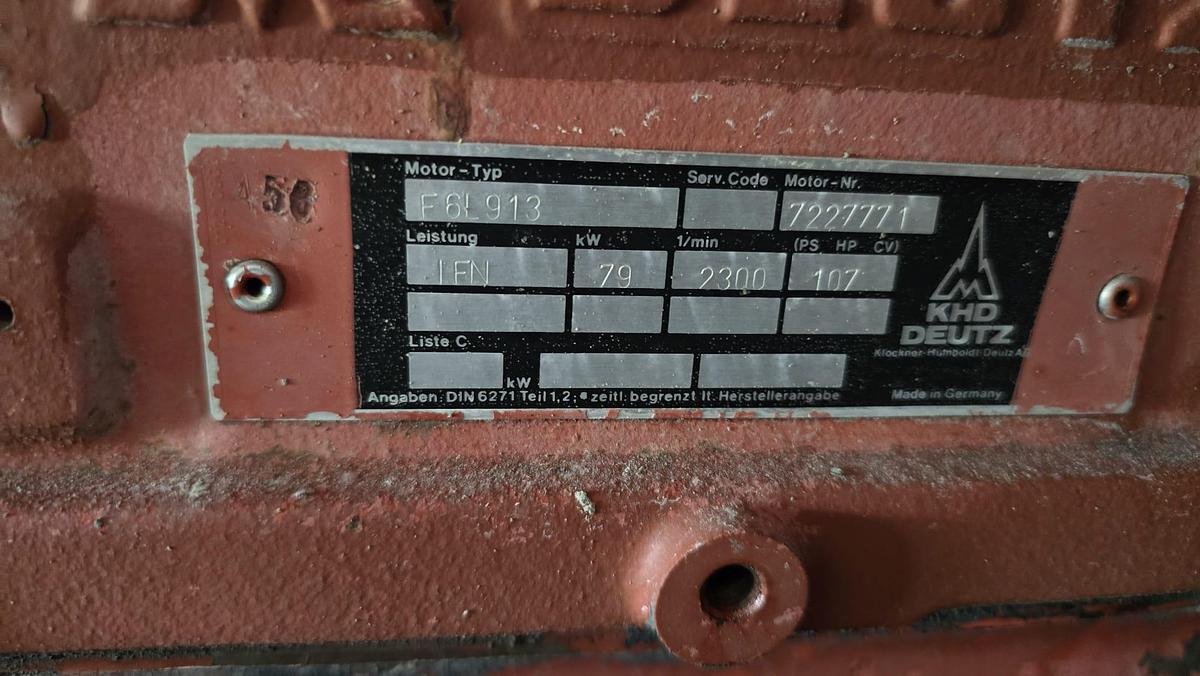 Motor-Typ Serv. Code Motor-Nr.
F6L913 7227771
Leistung kW 1/min (PS HP CV)
IFN 79 2300 107
Liste C
kW
KHD
DEUTZ
Klöckner-Humboldt-Deutz AG
Angaben: DIN 6271 Teil 1,2; * zeitl. begrenzt lt. Herstellerangabe
Made in Germany